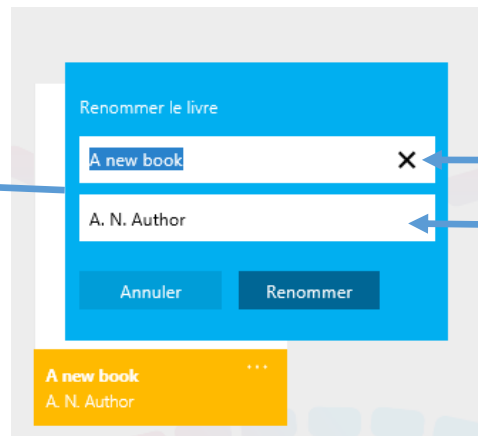 Renommer le livre
A new book
A. N. Author
Annuler Renommer
A new book ...
A. N. Author